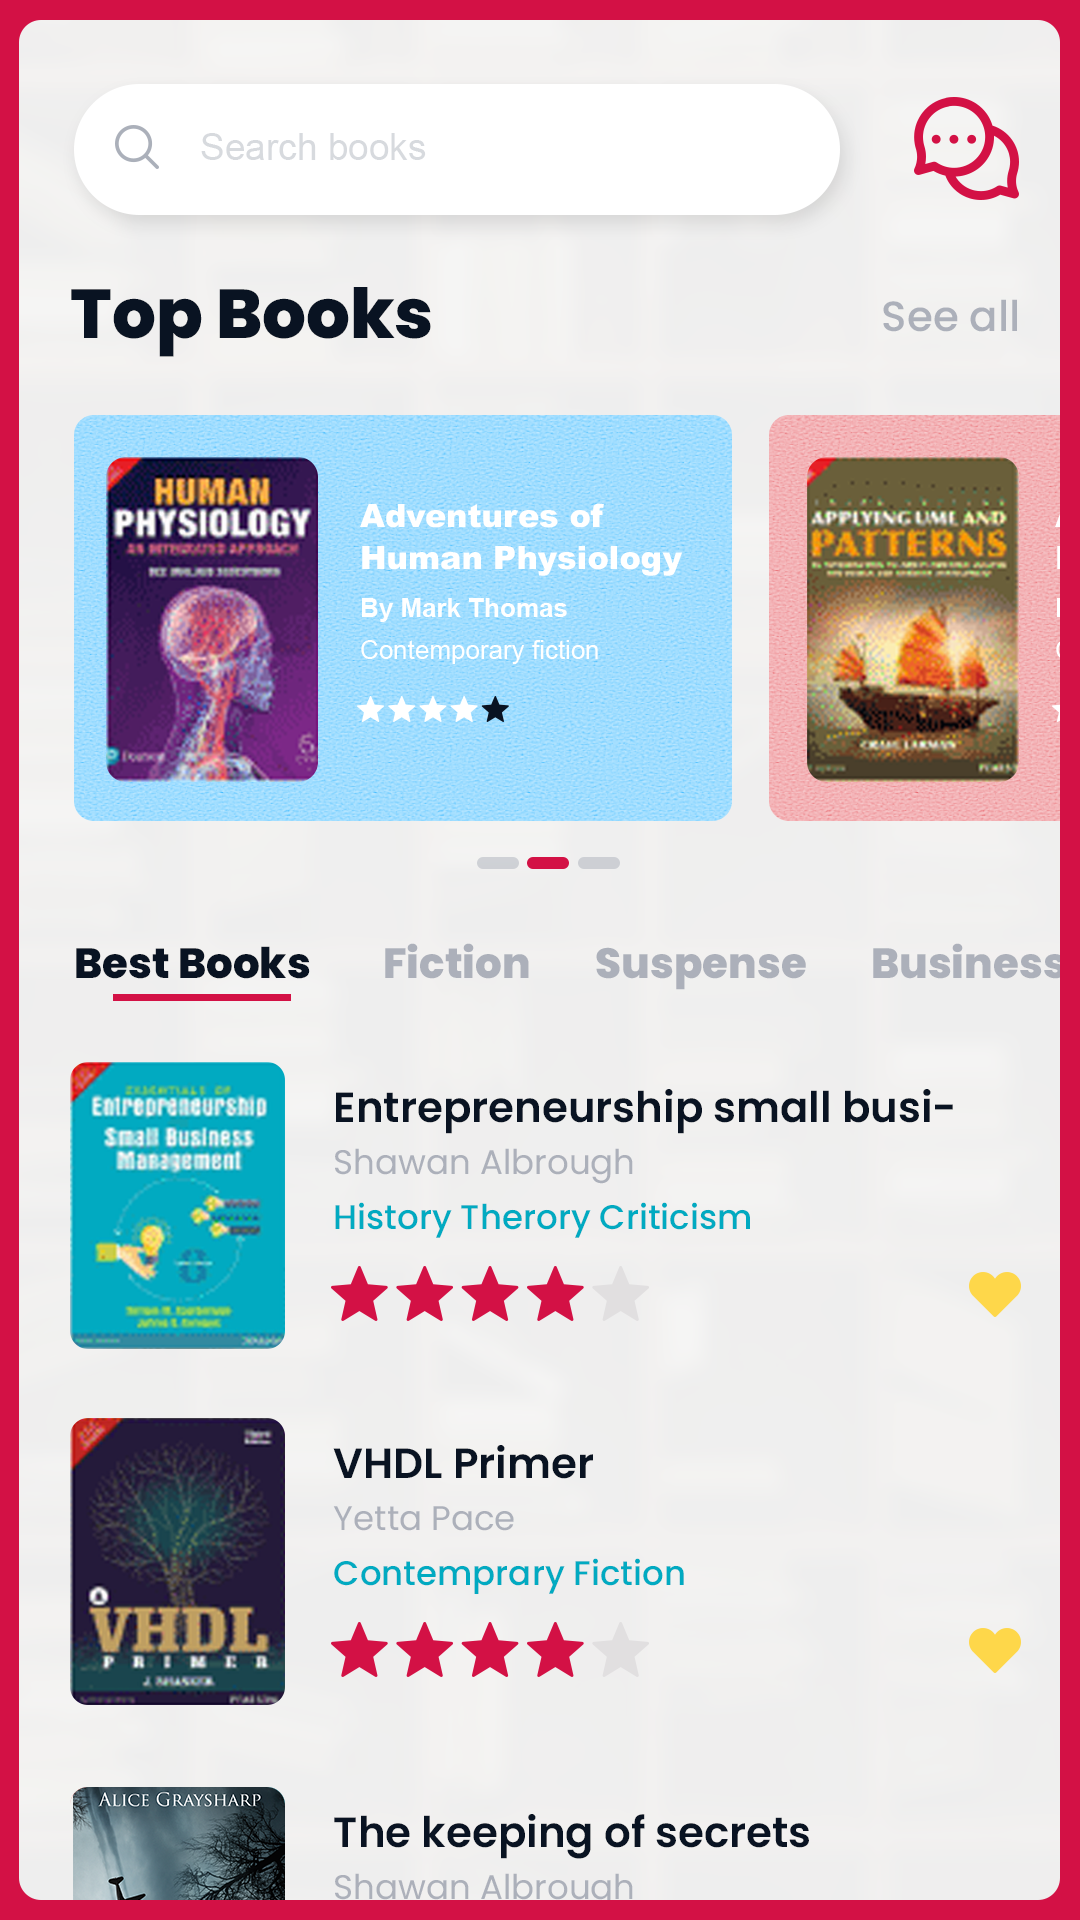 Search books
Top Books
See all
HUMAN
PHYSIOLOGY
AN INTEGRATED APPROACH
Adventures of
Human Physiology
By Mark Thomas
Contemporary fiction
APPLYING UML AND
PATTERNS
CRAIG LARMAN
Best Books
Fiction
Suspense
Business
ESSENTIALS OF
Entrepreneurship
Small Business
Management
Entrepreneurship small busi-
Shawan Albrough
History Therory Criticism
VHDL
PRIMER
J. BHASKER
VHDL Primer
Yetta Pace
Contemprary Fiction
ALICE GRAYSHARP
The keeping of secrets
Shawan Albrough